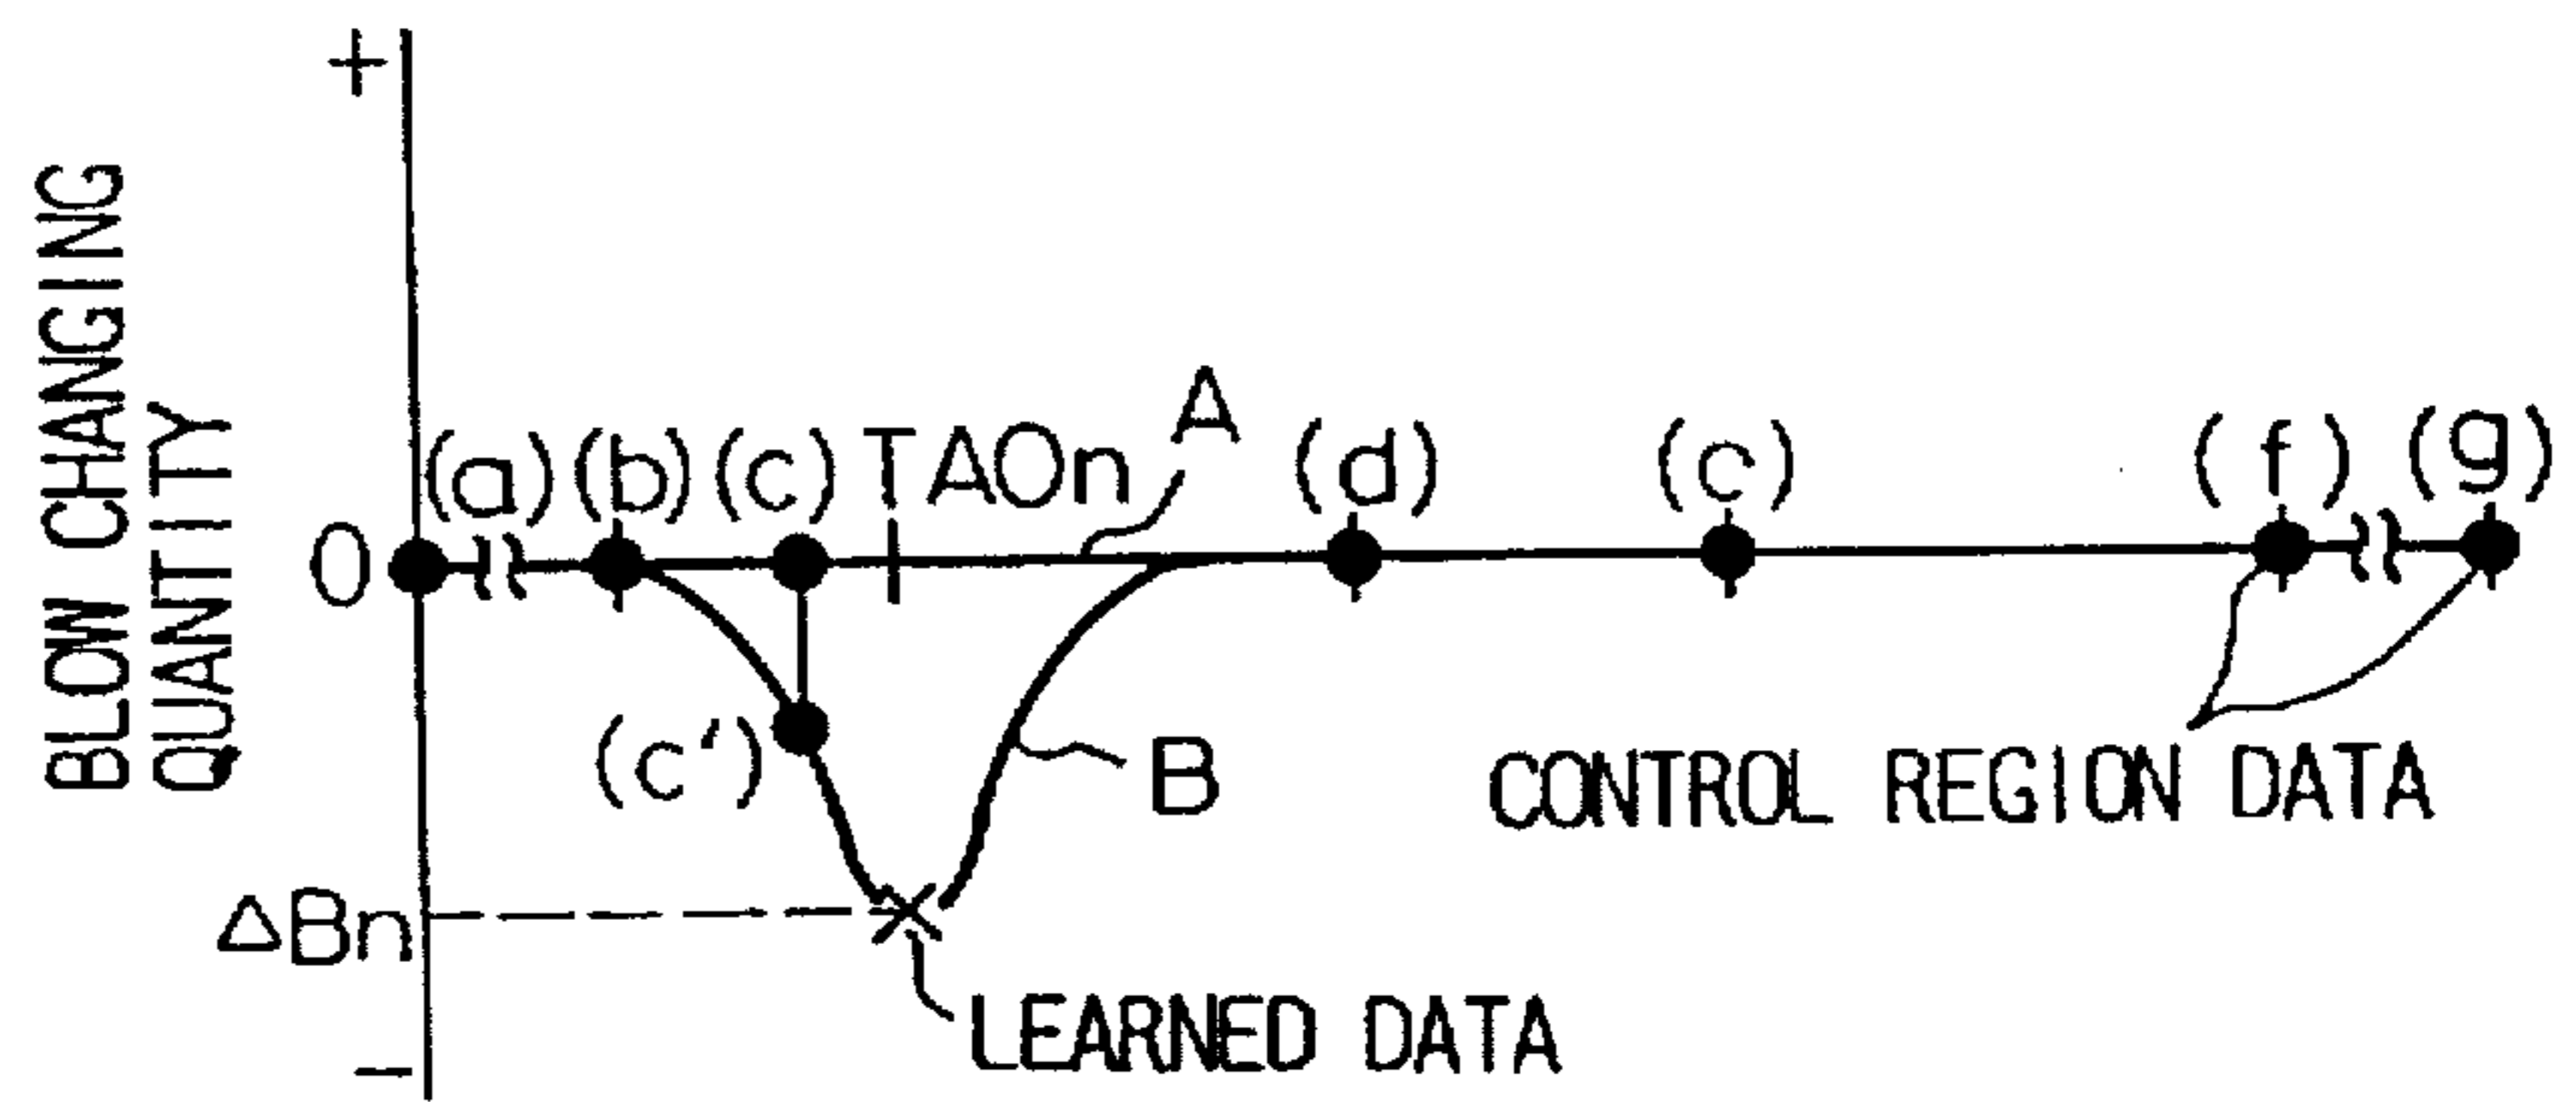 +
BLOW CHANGING
QUANTITY
A
(a) (b) (c) TAOn (d) (c) (f) (g)
0
(c')
B
CONTROL REGION DATA
ΔBn
LEARNED DATA
−